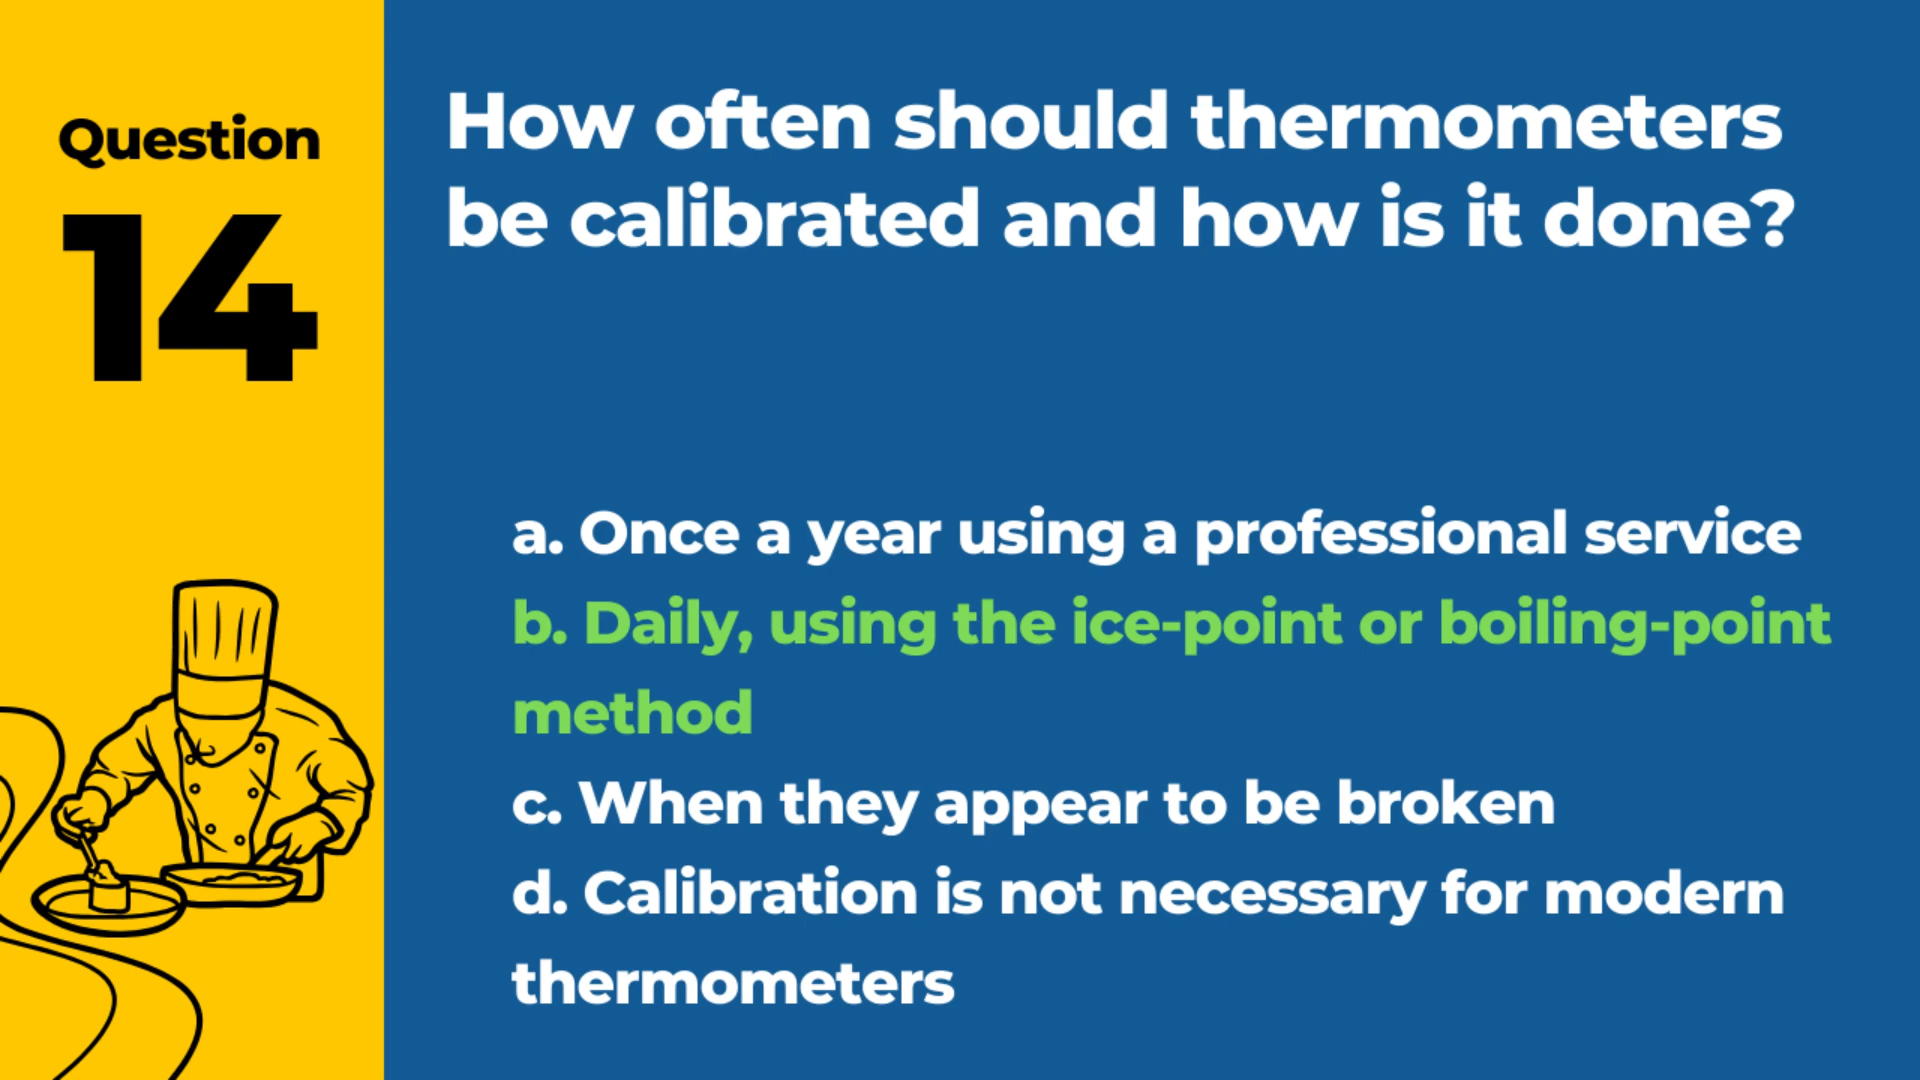 Question
14
How often should thermometers
be calibrated and how is it done?
a. Once a year using a professional service
b. Daily, using the ice-point or boiling-point
method
c. When they appear to be broken
d. Calibration is not necessary for modern
thermometers